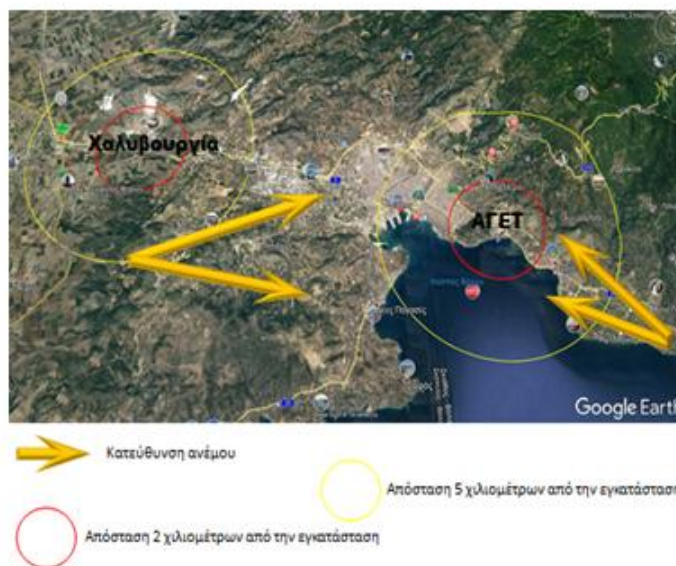 Χαλυβουργία
ΑΓΕΤ
Google Earth
Κατεύθυνση ανέμου
Απόσταση 5 χιλιομέτρων από την εγκατάσταση
Απόσταση 2 χιλιομέτρων από την εγκατάσταση